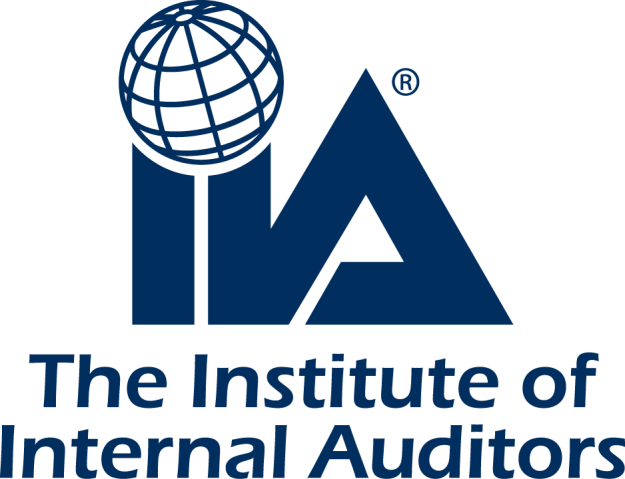 IIA®
The Institute of
Internal Auditors